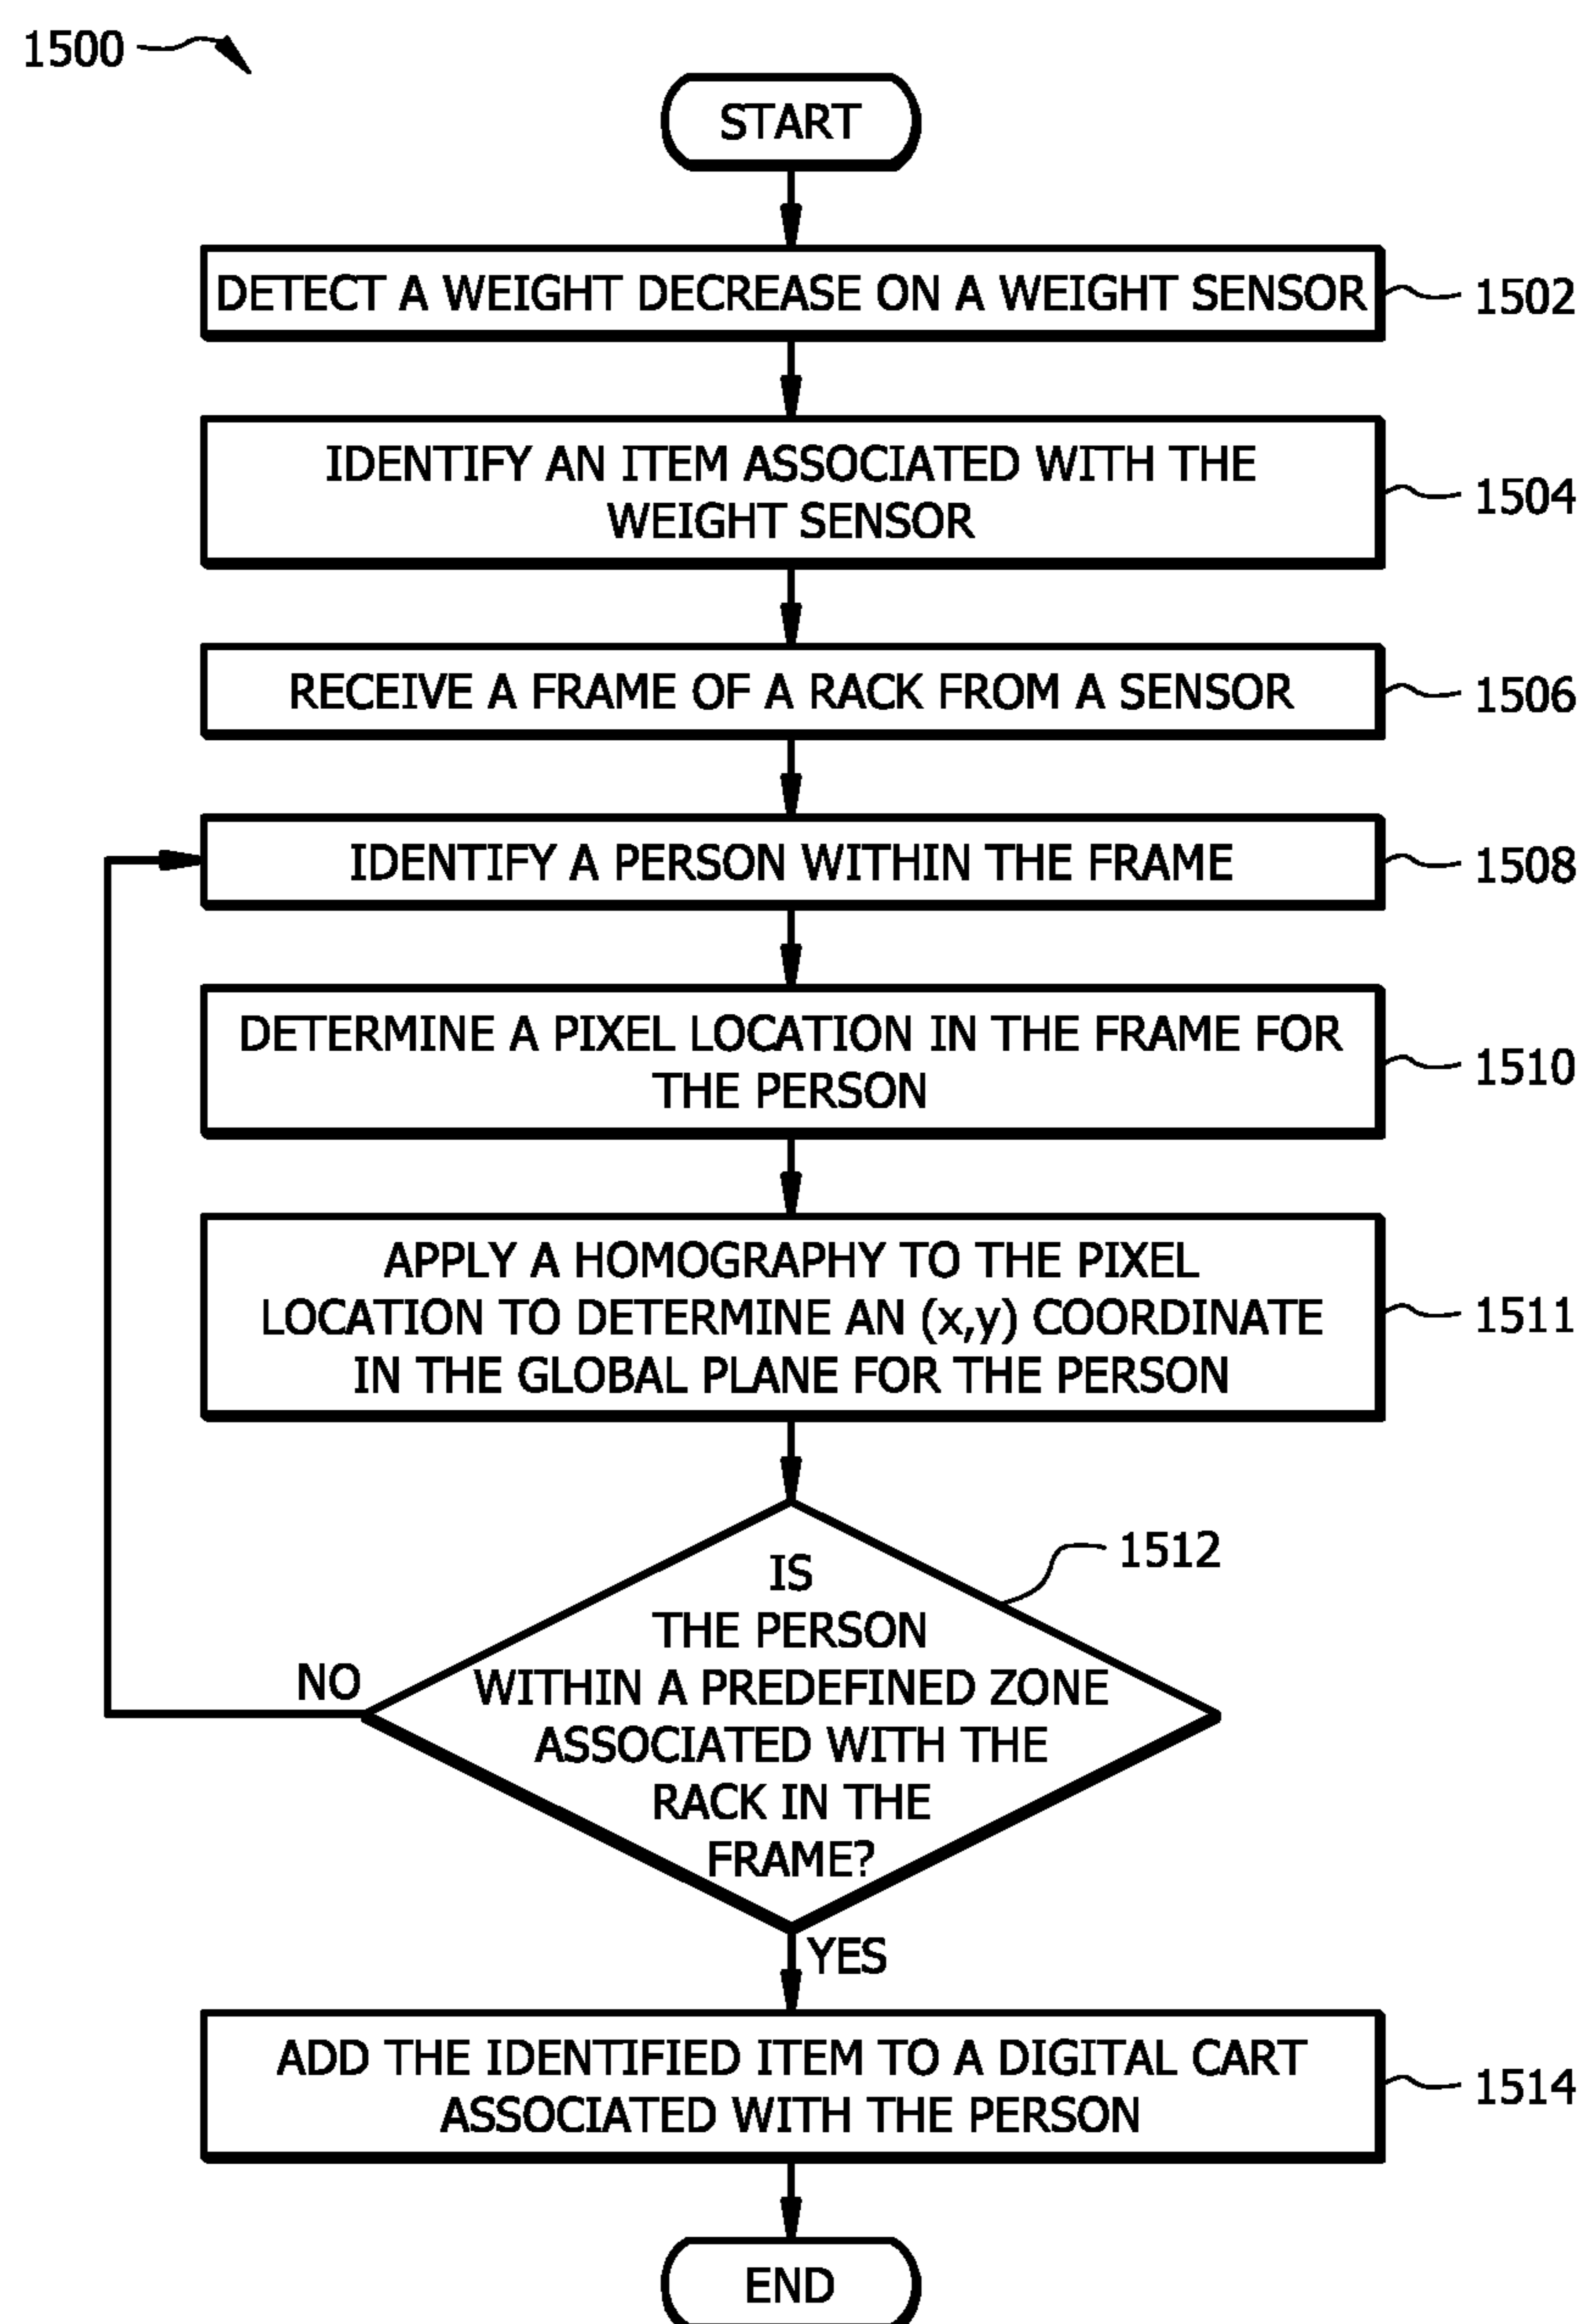 1500
START
DETECT A WEIGHT DECREASE ON A WEIGHT SENSOR
1502
IDENTIFY AN ITEM ASSOCIATED WITH THE
WEIGHT SENSOR
1504
RECEIVE A FRAME OF A RACK FROM A SENSOR
1506
IDENTIFY A PERSON WITHIN THE FRAME
1508
DETERMINE A PIXEL LOCATION IN THE FRAME FOR
THE PERSON
1510
APPLY A HOMOGRAPHY TO THE PIXEL
LOCATION TO DETERMINE AN (x,y) COORDINATE
IN THE GLOBAL PLANE FOR THE PERSON
1511
IS
THE PERSON
WITHIN A PREDEFINED ZONE
ASSOCIATED WITH THE
RACK IN THE
FRAME?
1512
NO
YES
ADD THE IDENTIFIED ITEM TO A DIGITAL CART
ASSOCIATED WITH THE PERSON
1514
END